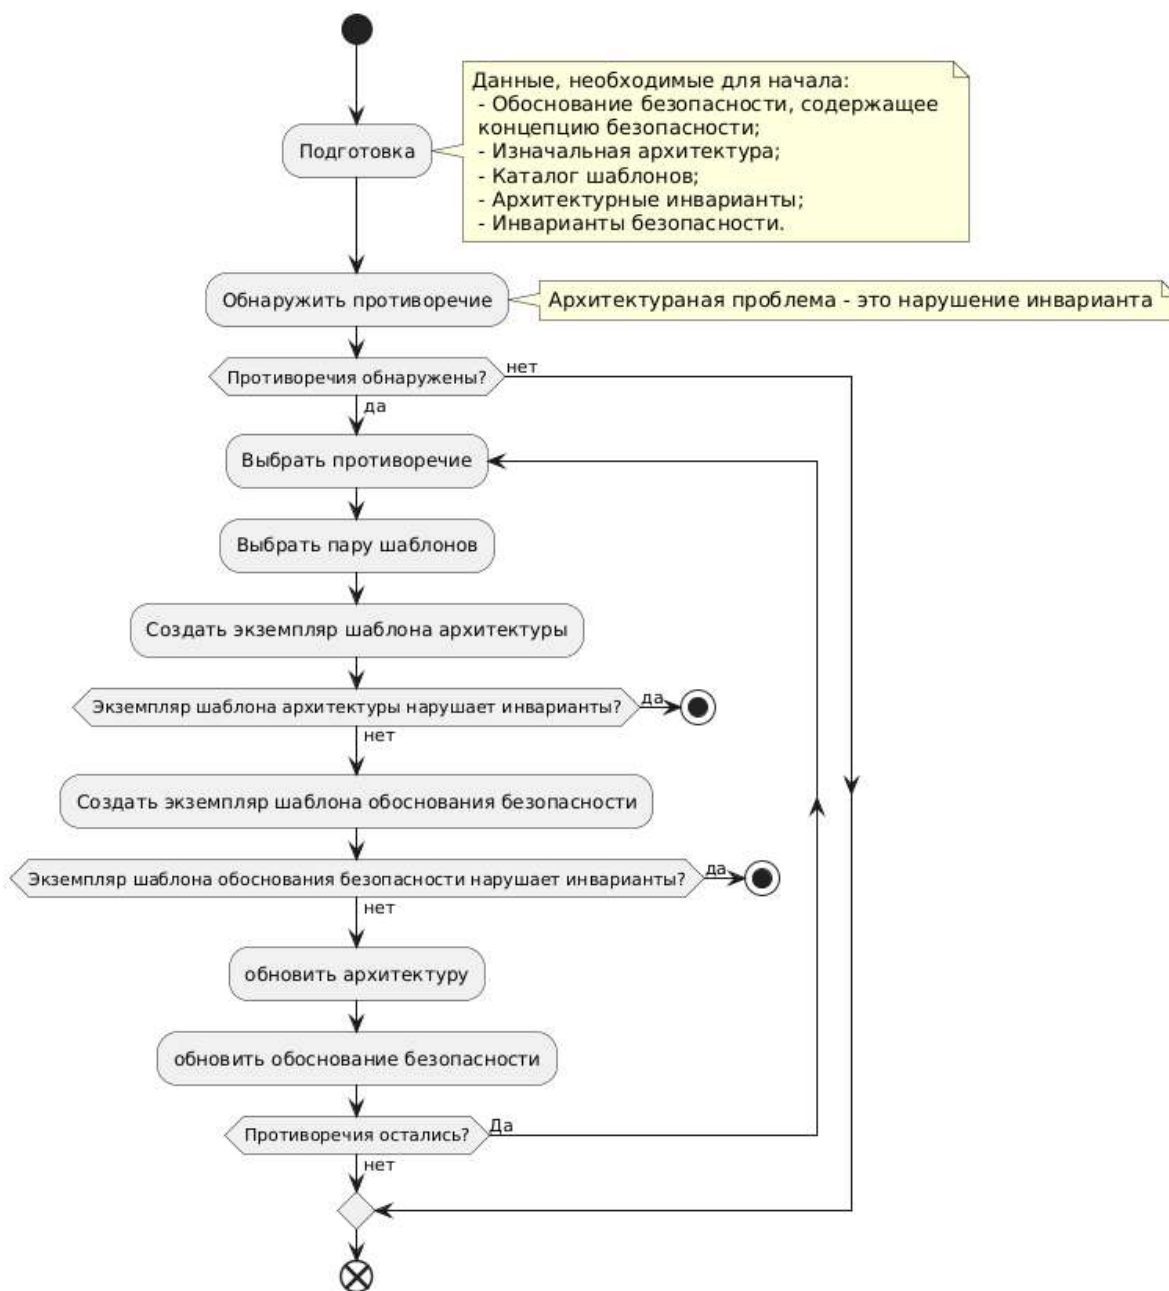 Данные, необходимые для начала:
- Обоснование безопасности, содержащее
концепцию безопасности;
- Изначальная архитектура;
- Каталог шаблонов;
- Архитектурные инварианты;
- Инварианты безопасности.
Подготовка
Обнаружить противоречие
Архитектураная проблема - это нарушение инварианта
Противоречия обнаружены?
нет
да
Выбрать противоречие
Выбрать пару шаблонов
Создать экземпляр шаблона архитектуры
Экземпляр шаблона архитектуры нарушает инварианты?
да
нет
Создать экземпляр шаблона обоснования безопасности
Экземпляр шаблона обоснования безопасности нарушает инварианты?
да
нет
обновить архитектуру
обновить обоснование безопасности
Противоречия остались?
Да
нет